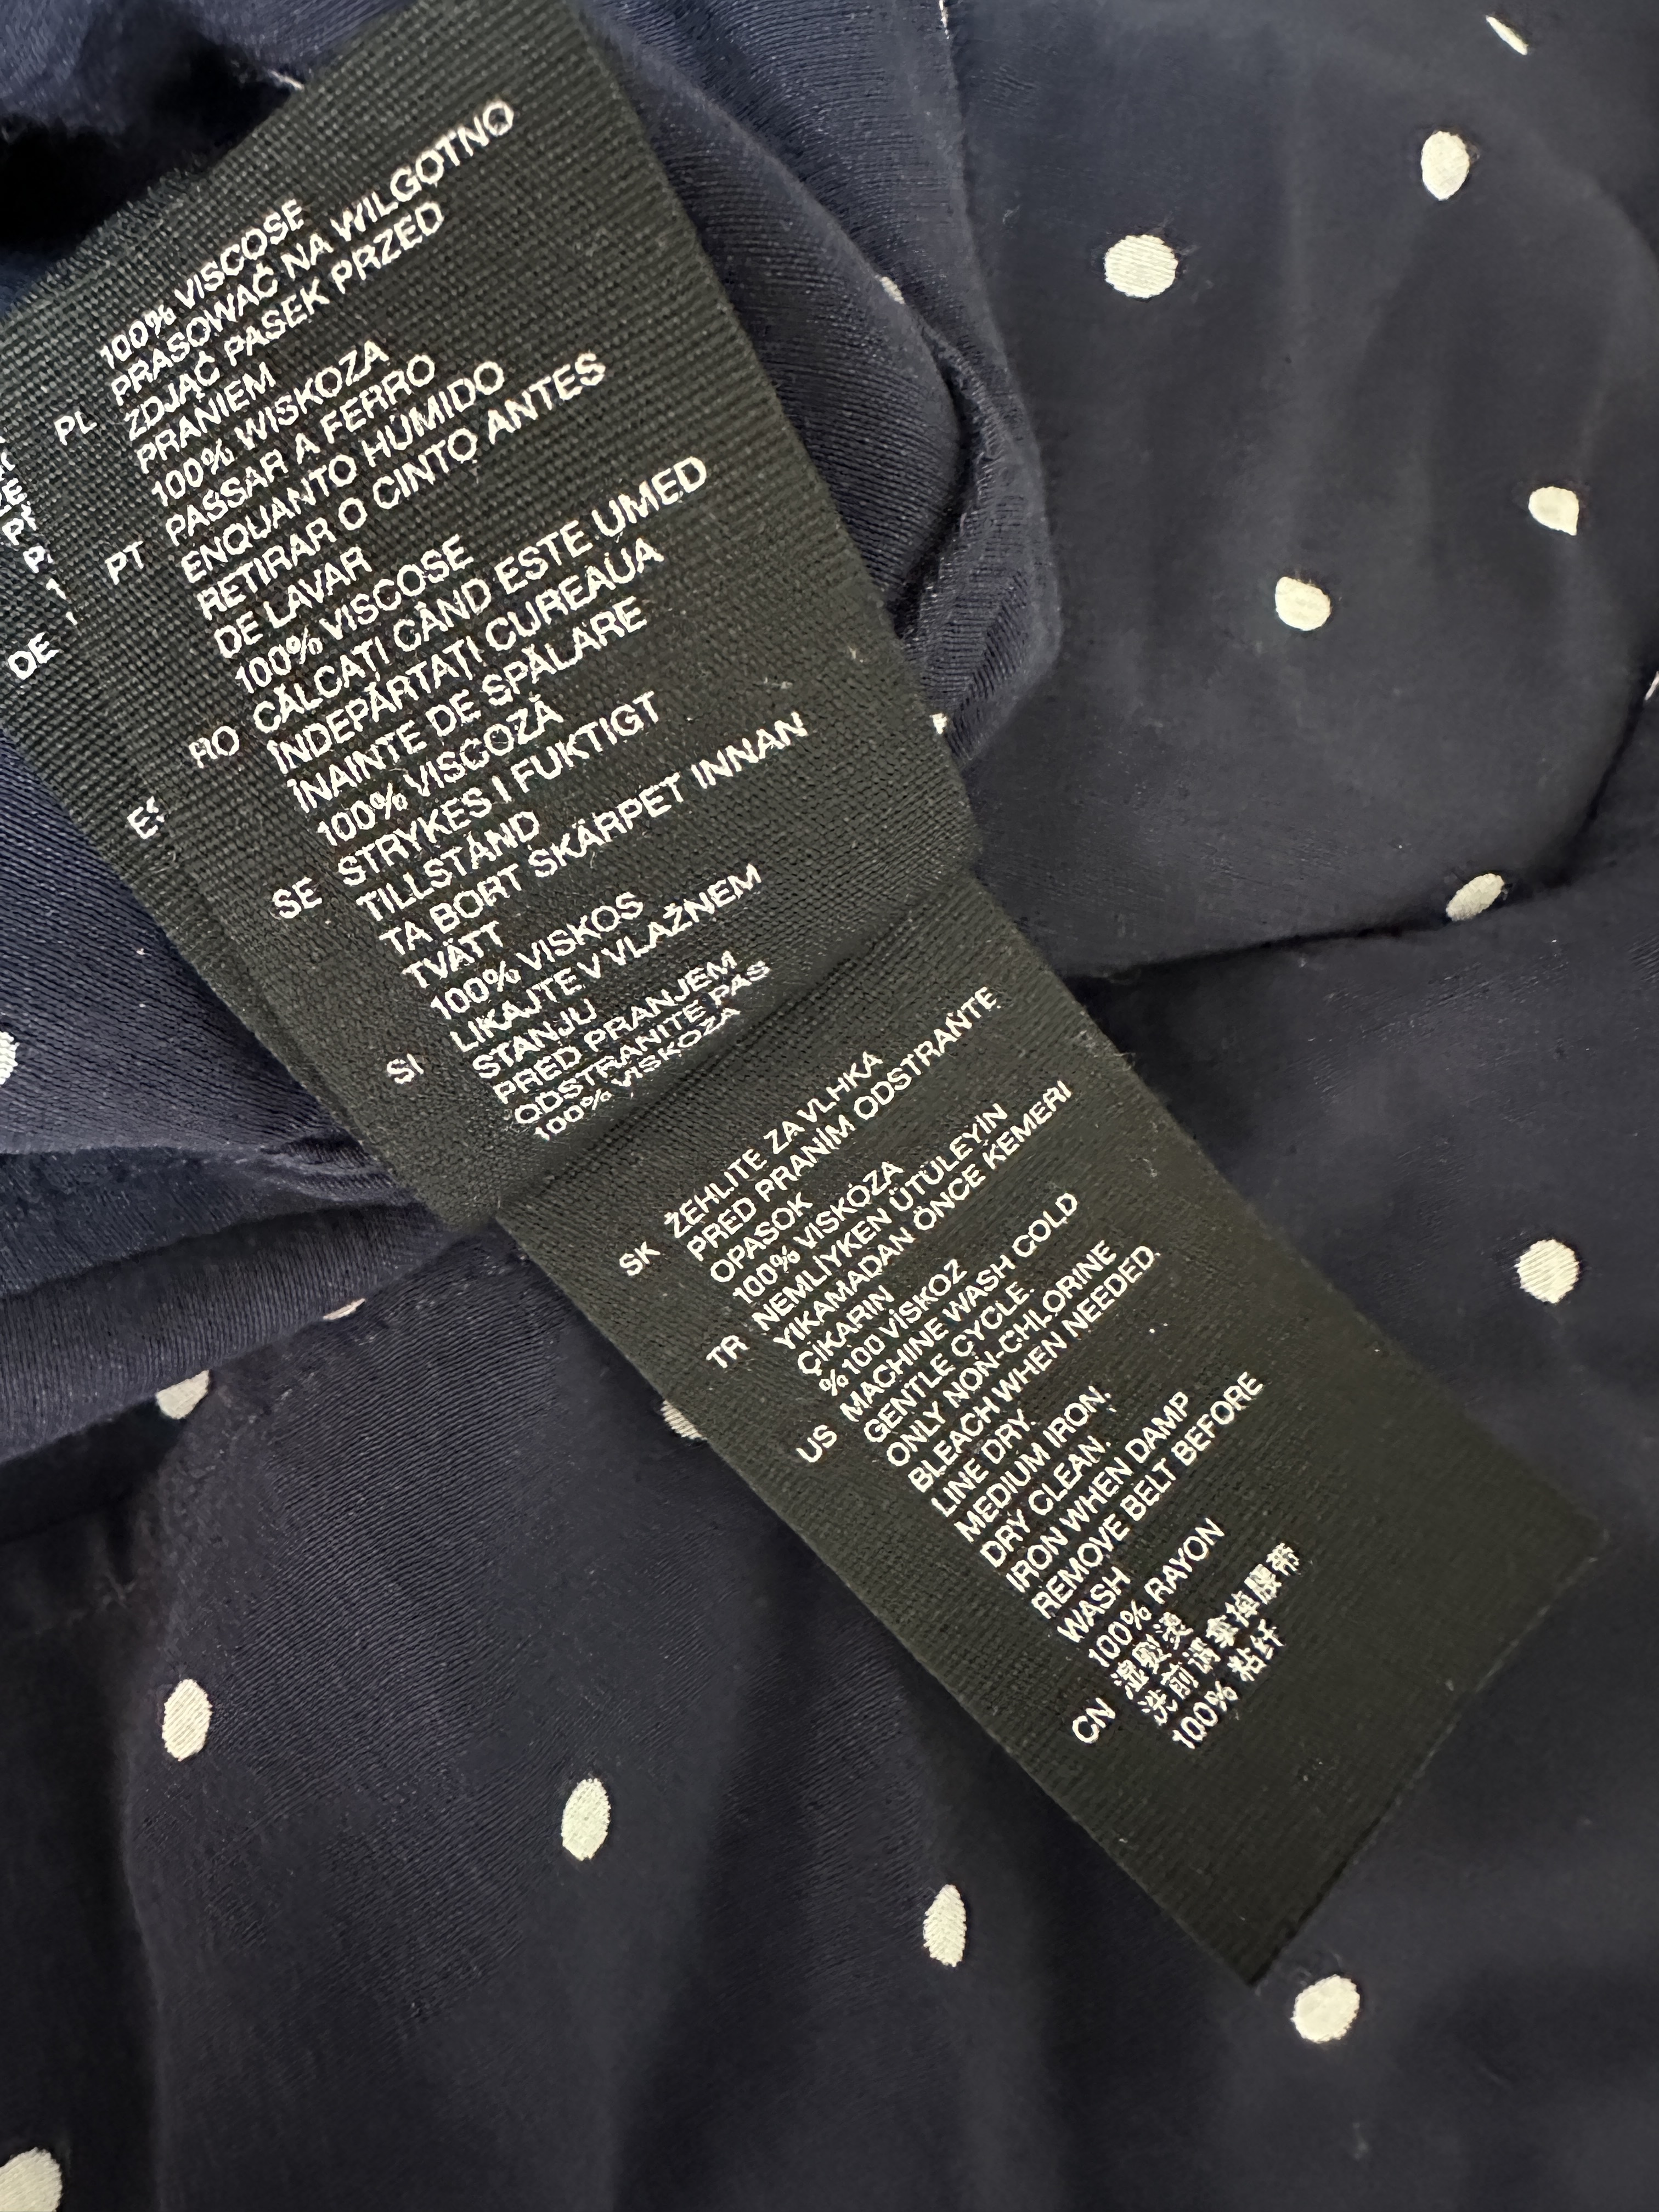 DE
ES
100% VISCOSE
PL PRASOWAĆ NA WILGOTNO
ZDJĄĆ PASEK PRZED
PRANIEM
100% WISKOZA
PT PASSAR A FERRO
ENQUANTO HÚMIDO
RETIRAR O CINTO ANTES
DE LAVAR
100% VISCOSE
RO CĂLCAȚI CÂND ESTE UMED
ÎNDEPĂRTAȚI CUREAUA
ÎNAINTE DE SPĂLARE
100% VISCOZĂ
SE STRYKES I FUKTIGT
TILLSTÅND
TA BORT SKÄRPET INNAN
TVÄTT
100% VISKOS
SI LIKAJTE V VLAŽNEM
STANJU
PRED PRANJEM
ODSTRANITE PAS
100% VISKOZA
SK ŽEHLITE ZA VLHKA
PRED PRANÍM ODSTRÁŇTE
OPASOK
100% VISKÓZA
TR NEMLİYKEN ÜTÜLEYİN
YIKAMADAN ÖNCE KEMERİ
ÇIKARIN
%100 VİSKOZ
US MACHINE WASH COLD
GENTLE CYCLE.
ONLY NON-CHLORINE
BLEACH WHEN NEEDED.
LINE DRY.
MEDIUM IRON.
DRY CLEAN.
IRON WHEN DAMP
REMOVE BELT BEFORE
WASH
100% RAYON
CN 湿熨烫
洗前请拿掉腰带
100% 粘纤